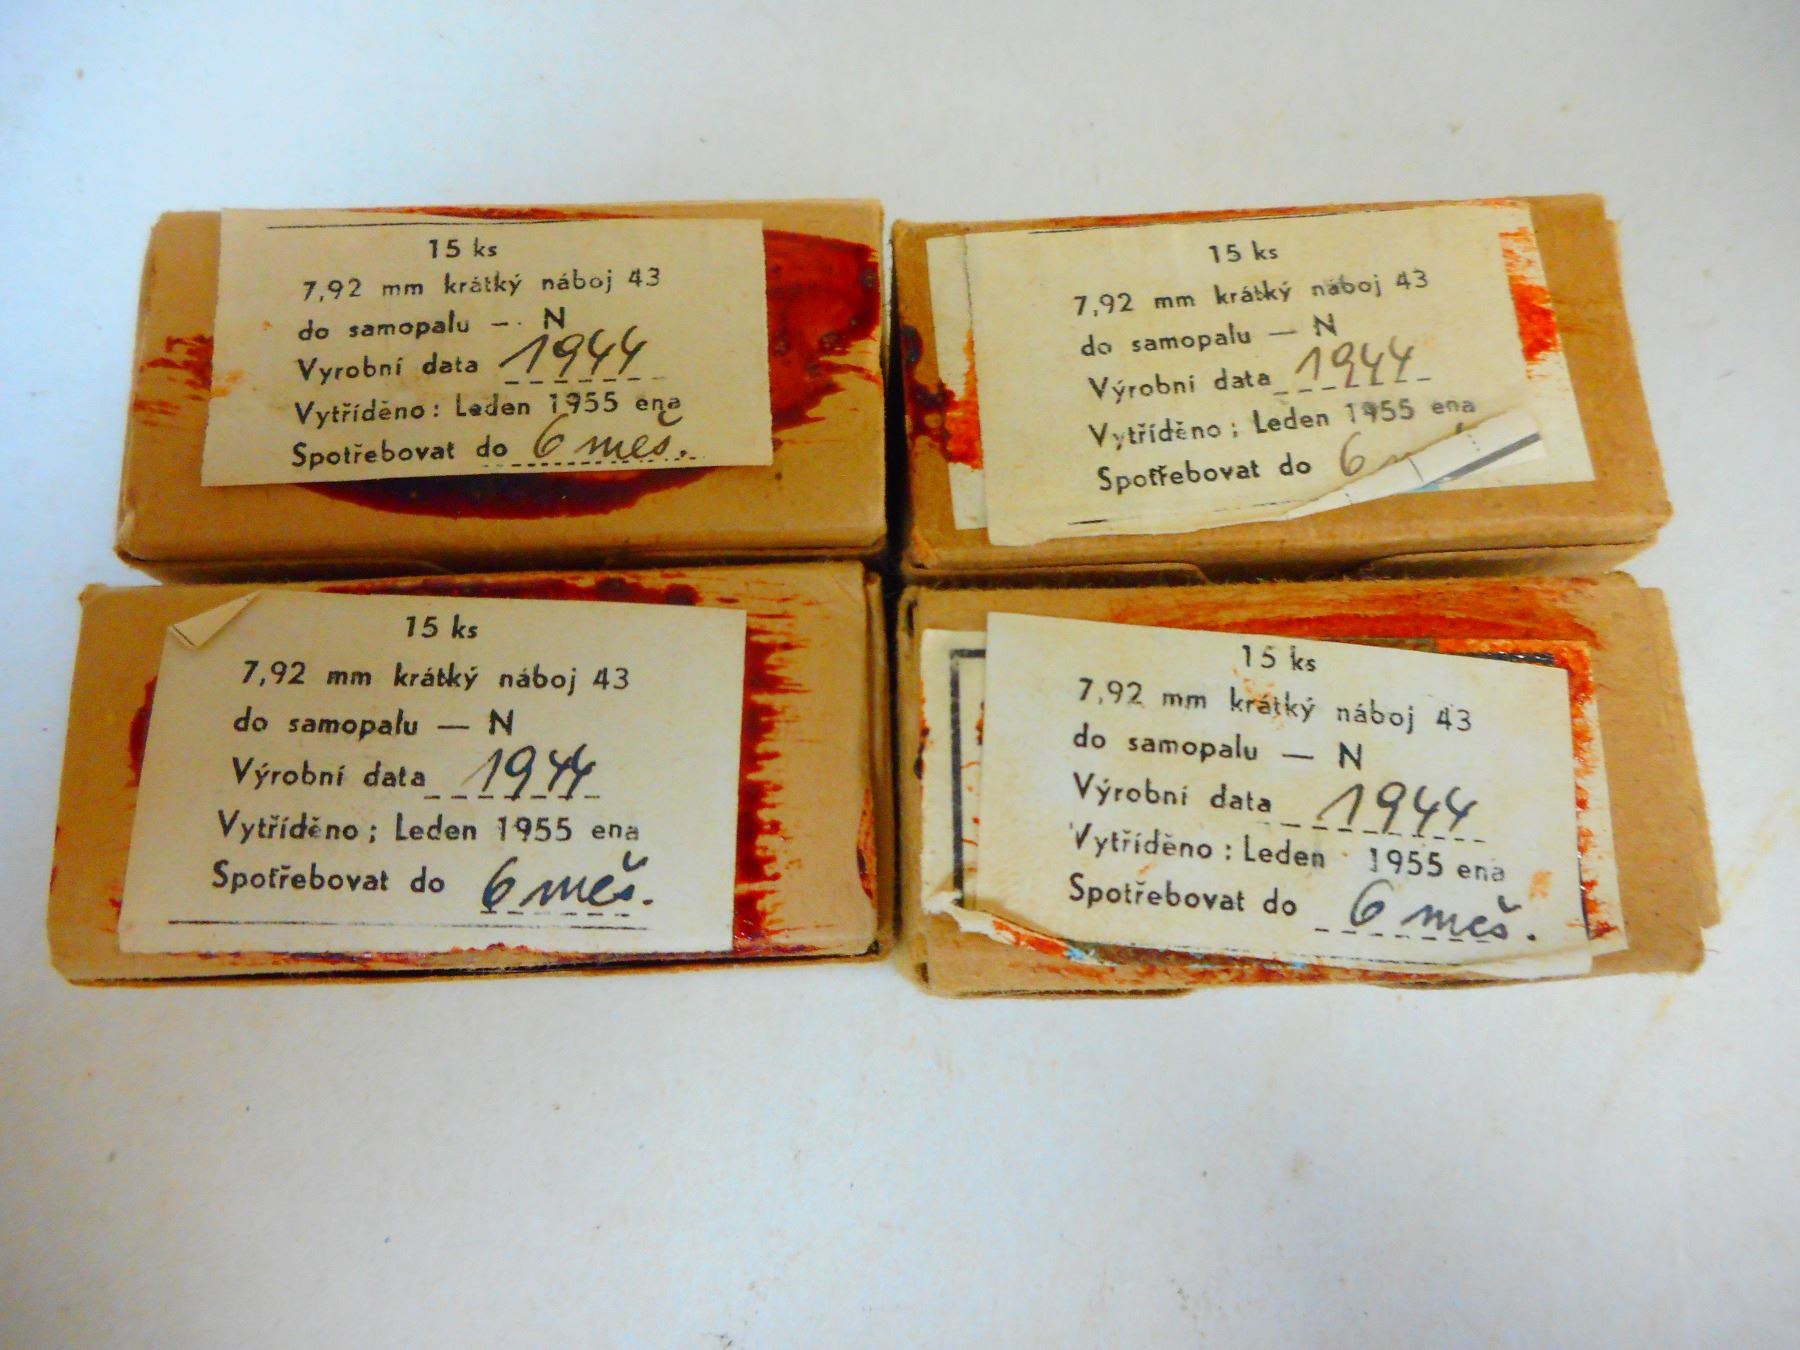 15 ks
7,92 mm krátký náboj 43
do samopalu — N
Vyrobní data 1944
Vytříděno: Leden 1955 ena
Spotřebovat do 6 meš.
15 ks
7,92 mm krátký náboj 43
do samopalu — N
Výrobní data 1944
Vytříděno; Leden 1955 ena
Spotřebovat do 6
15 ks
7,92 mm krátký náboj 43
do samopalu — N
Výrobní data 1944
Vytříděno; Leden 1955 ena
Spotřebovat do 6 meš.
15 ks
7,92 mm krátký náboj 43
do samopalu — N
Výrobní data 1944
Vytříděno: Leden 1955 ena
Spotřebovat do 6 meš.